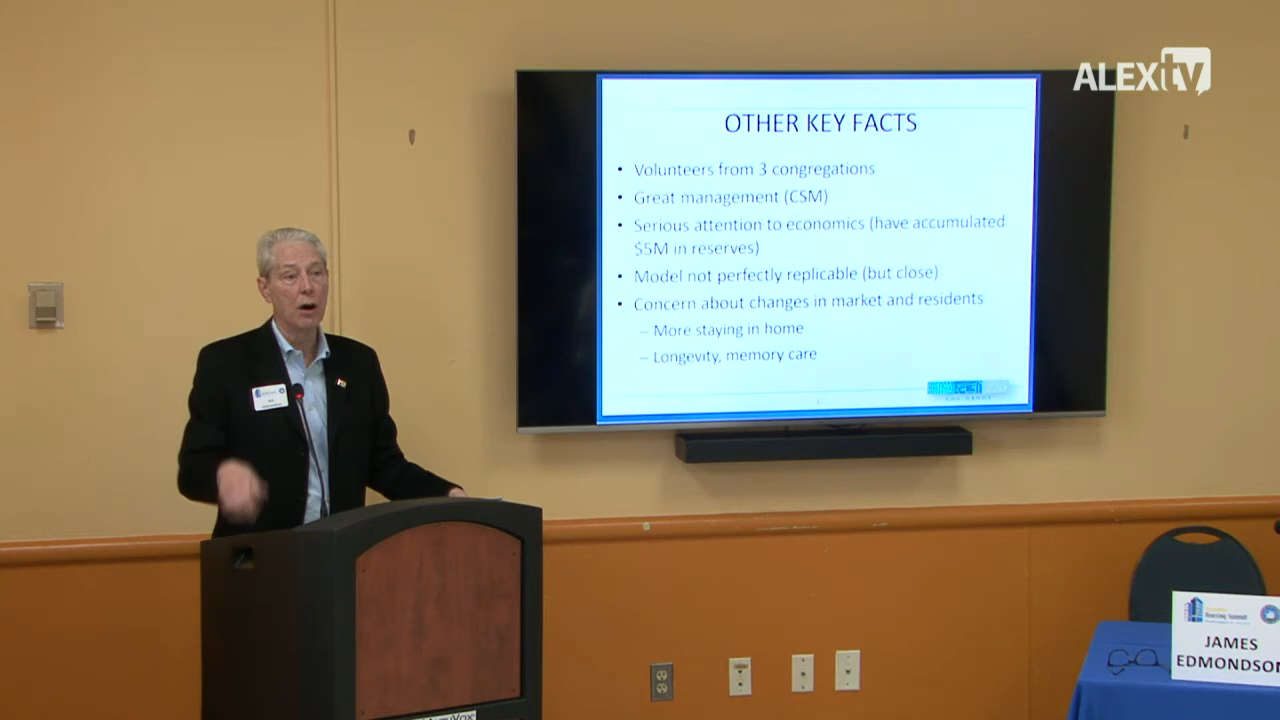 ALEXtv
OTHER KEY FACTS
• Volunteers from 3 congregations
• Great management (CSM)
• Serious attention to economics (have accumulated
$5M in reserves)
• Model not perfectly replicable (but close)
• Concern about changes in market and residents
– More staying in home
– Longevity, memory care
Housing Summit
JAMES
EDMONDSON